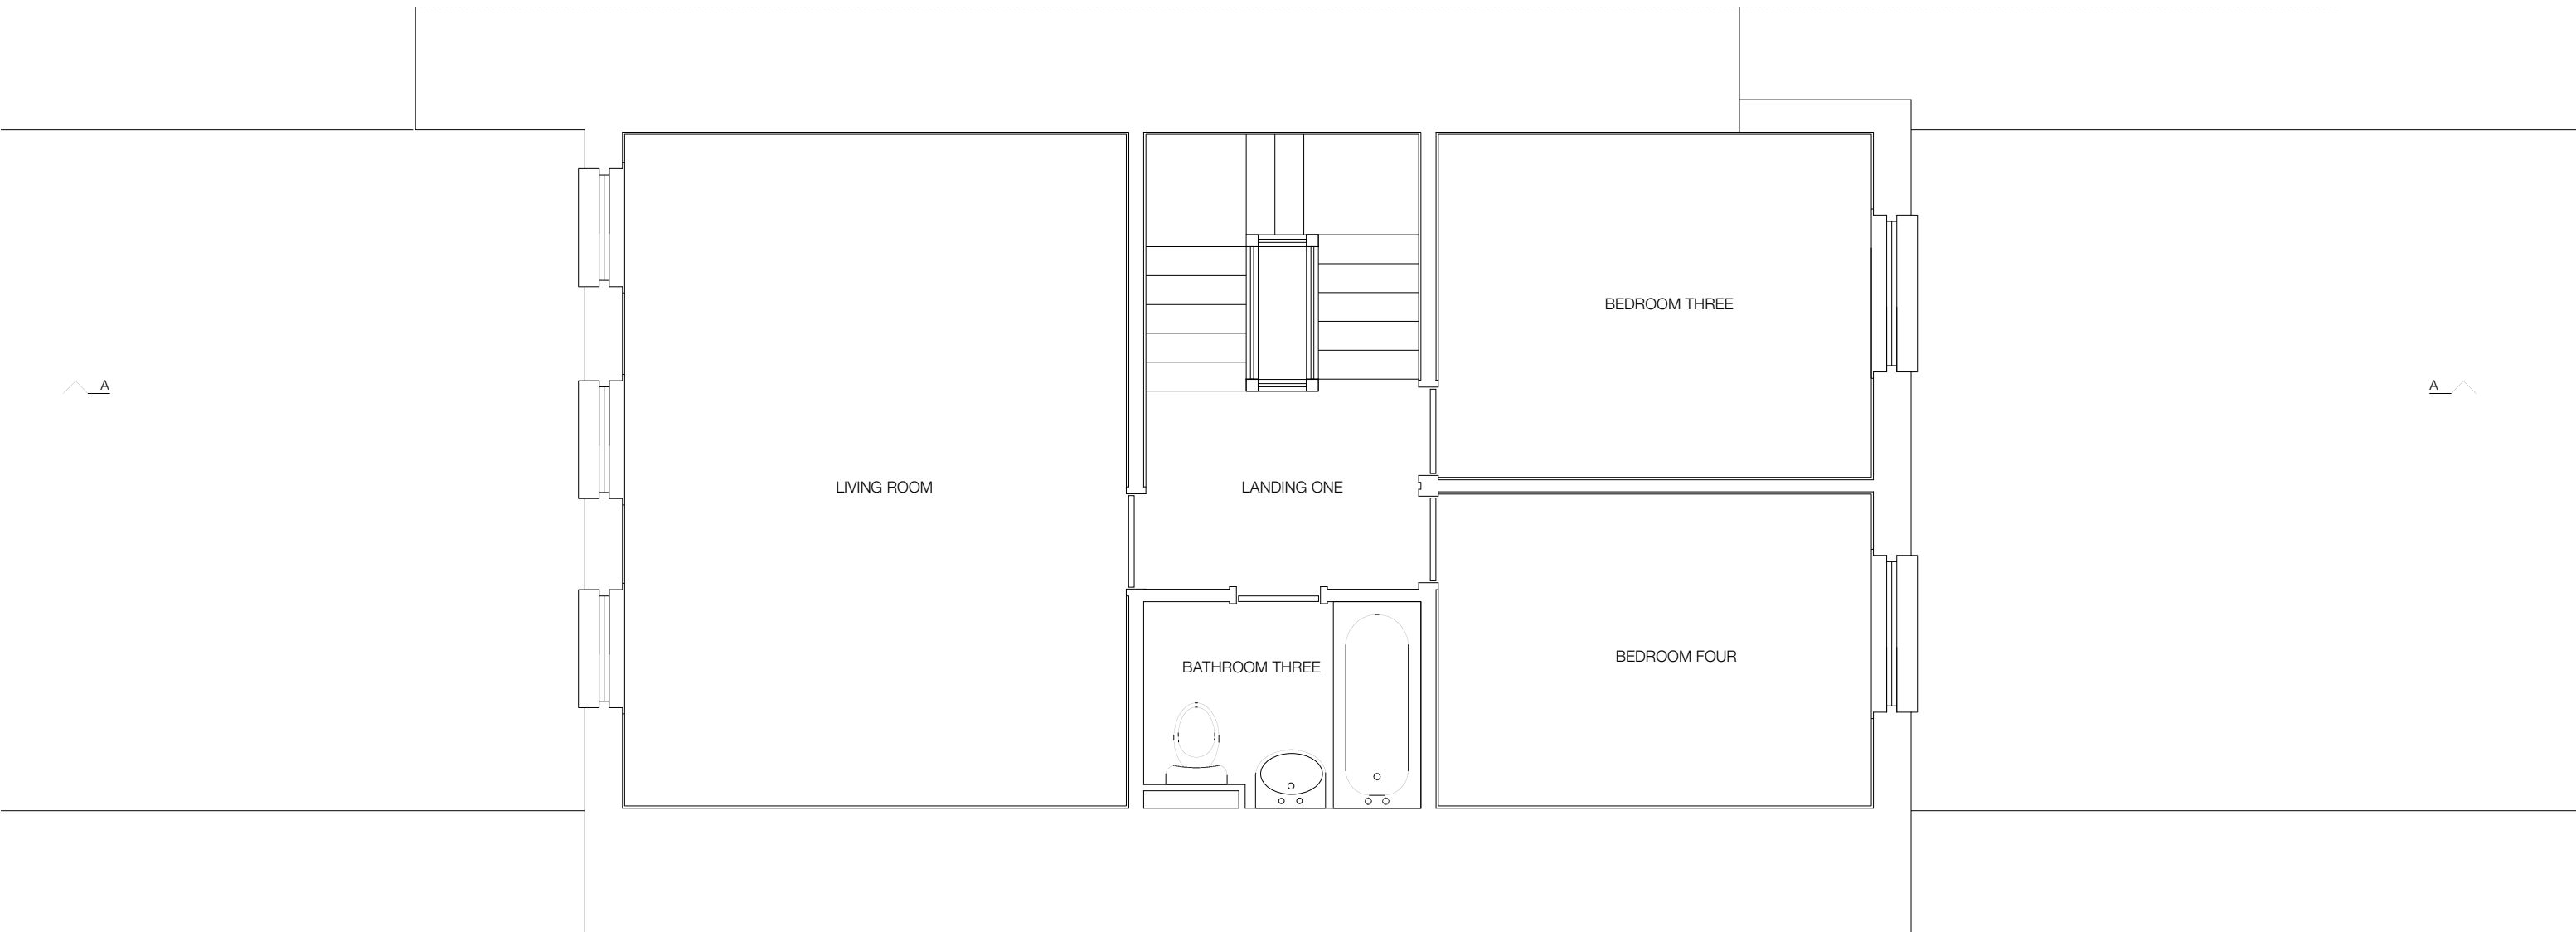 BEDROOM THREE
A
A
LIVING ROOM
LANDING ONE
BEDROOM FOUR
BATHROOM THREE